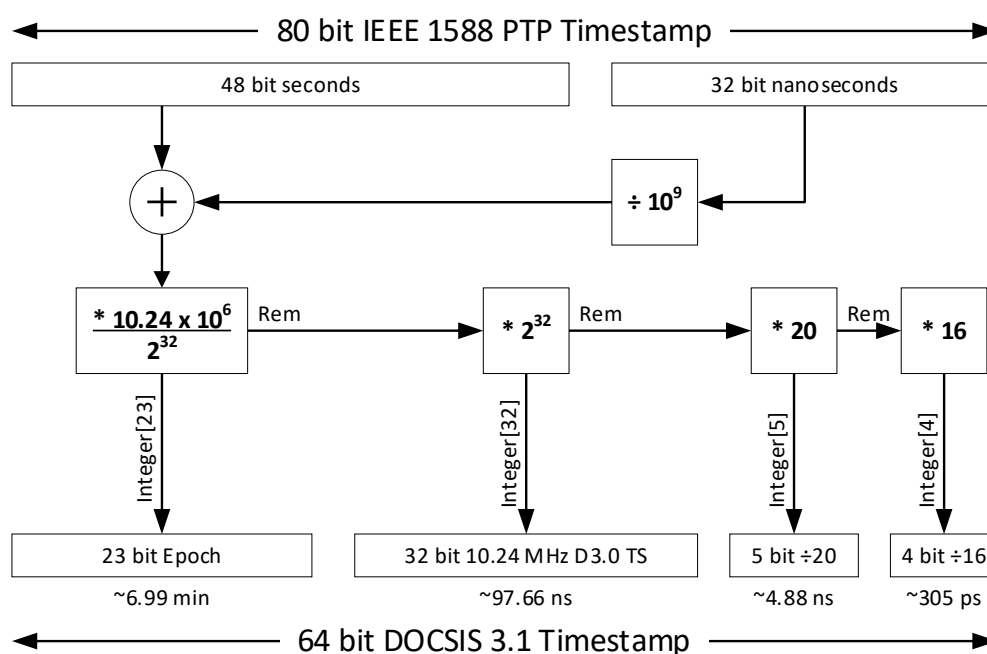 80 bit IEEE 1588 PTP Timestamp
48 bit seconds
32 bit nanoseconds
+
÷ 10⁹
* 10.24 x 10⁶
2³²
Rem
* 2³²
Rem
* 20
Rem
* 16
Integer[23]
Integer[32]
Integer[5]
Integer[4]
23 bit Epoch
32 bit 10.24 MHz D3.0 TS
5 bit ÷20
4 bit ÷16
~6.99 min
~97.66 ns
~4.88 ns
~305 ps
64 bit DOCSIS 3.1 Timestamp